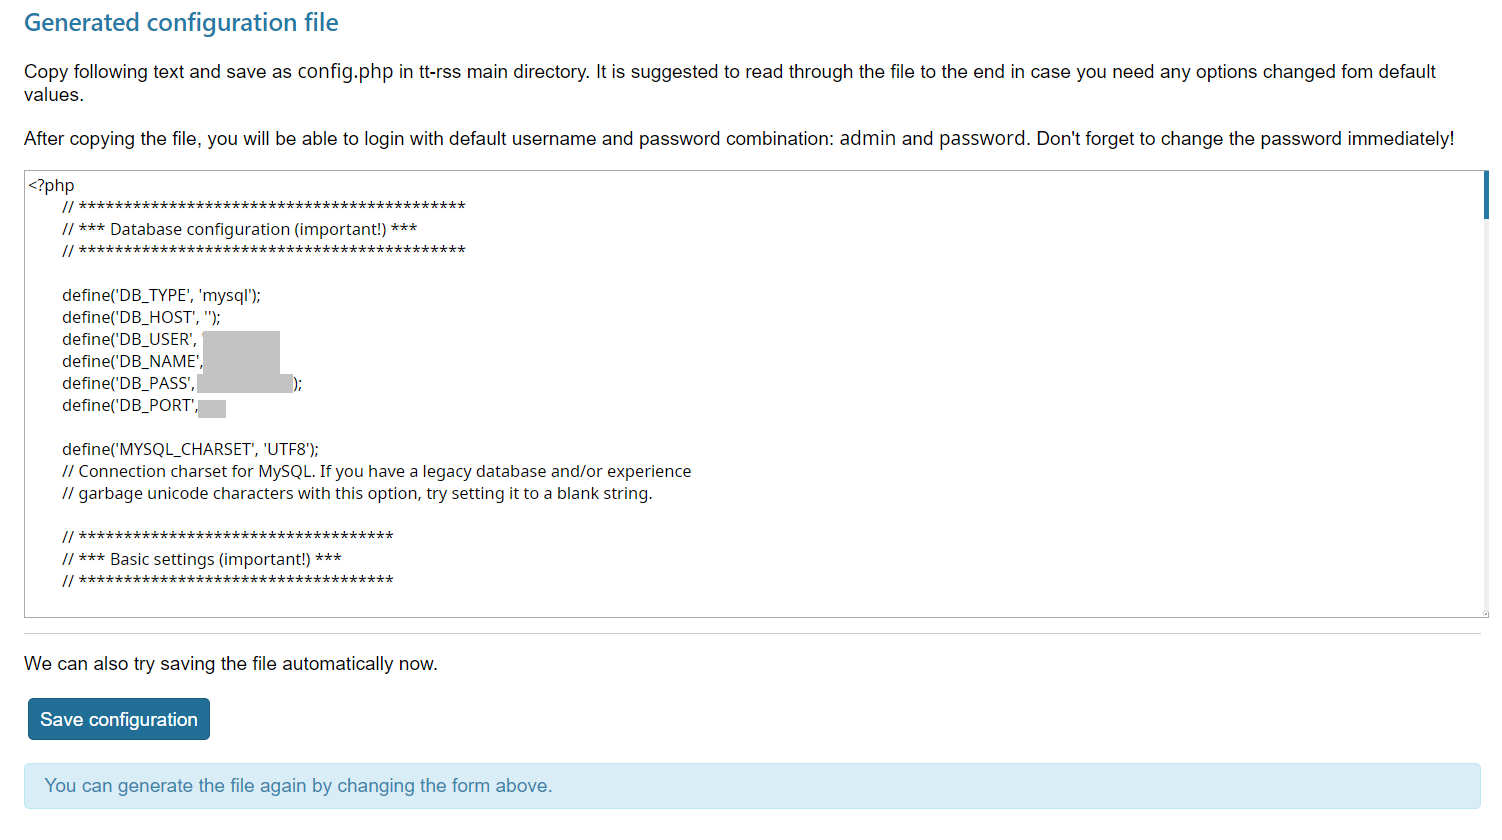 Generated configuration file
Copy following text and save as config.php in tt-rss main directory. It is suggested to read through the file to the end in case you need any options changed fom default
values.
After copying the file, you will be able to login with default username and password combination: admin and password. Don't forget to change the password immediately!
<?php
// *******************************************
// *** Database configuration (important!) ***
// *******************************************
define('DB_TYPE', 'mysql');
define('DB_HOST', '');
define('DB_USER', '
define('DB_NAME',
define('DB_PASS', );
define('DB_PORT',
define('MYSQL_CHARSET', 'UTF8');
// Connection charset for MySQL. If you have a legacy database and/or experience
// garbage unicode characters with this option, try setting it to a blank string.
// ***********************************
// *** Basic settings (important!) ***
// ***********************************
We can also try saving the file automatically now.
Save configuration
You can generate the file again by changing the form above.